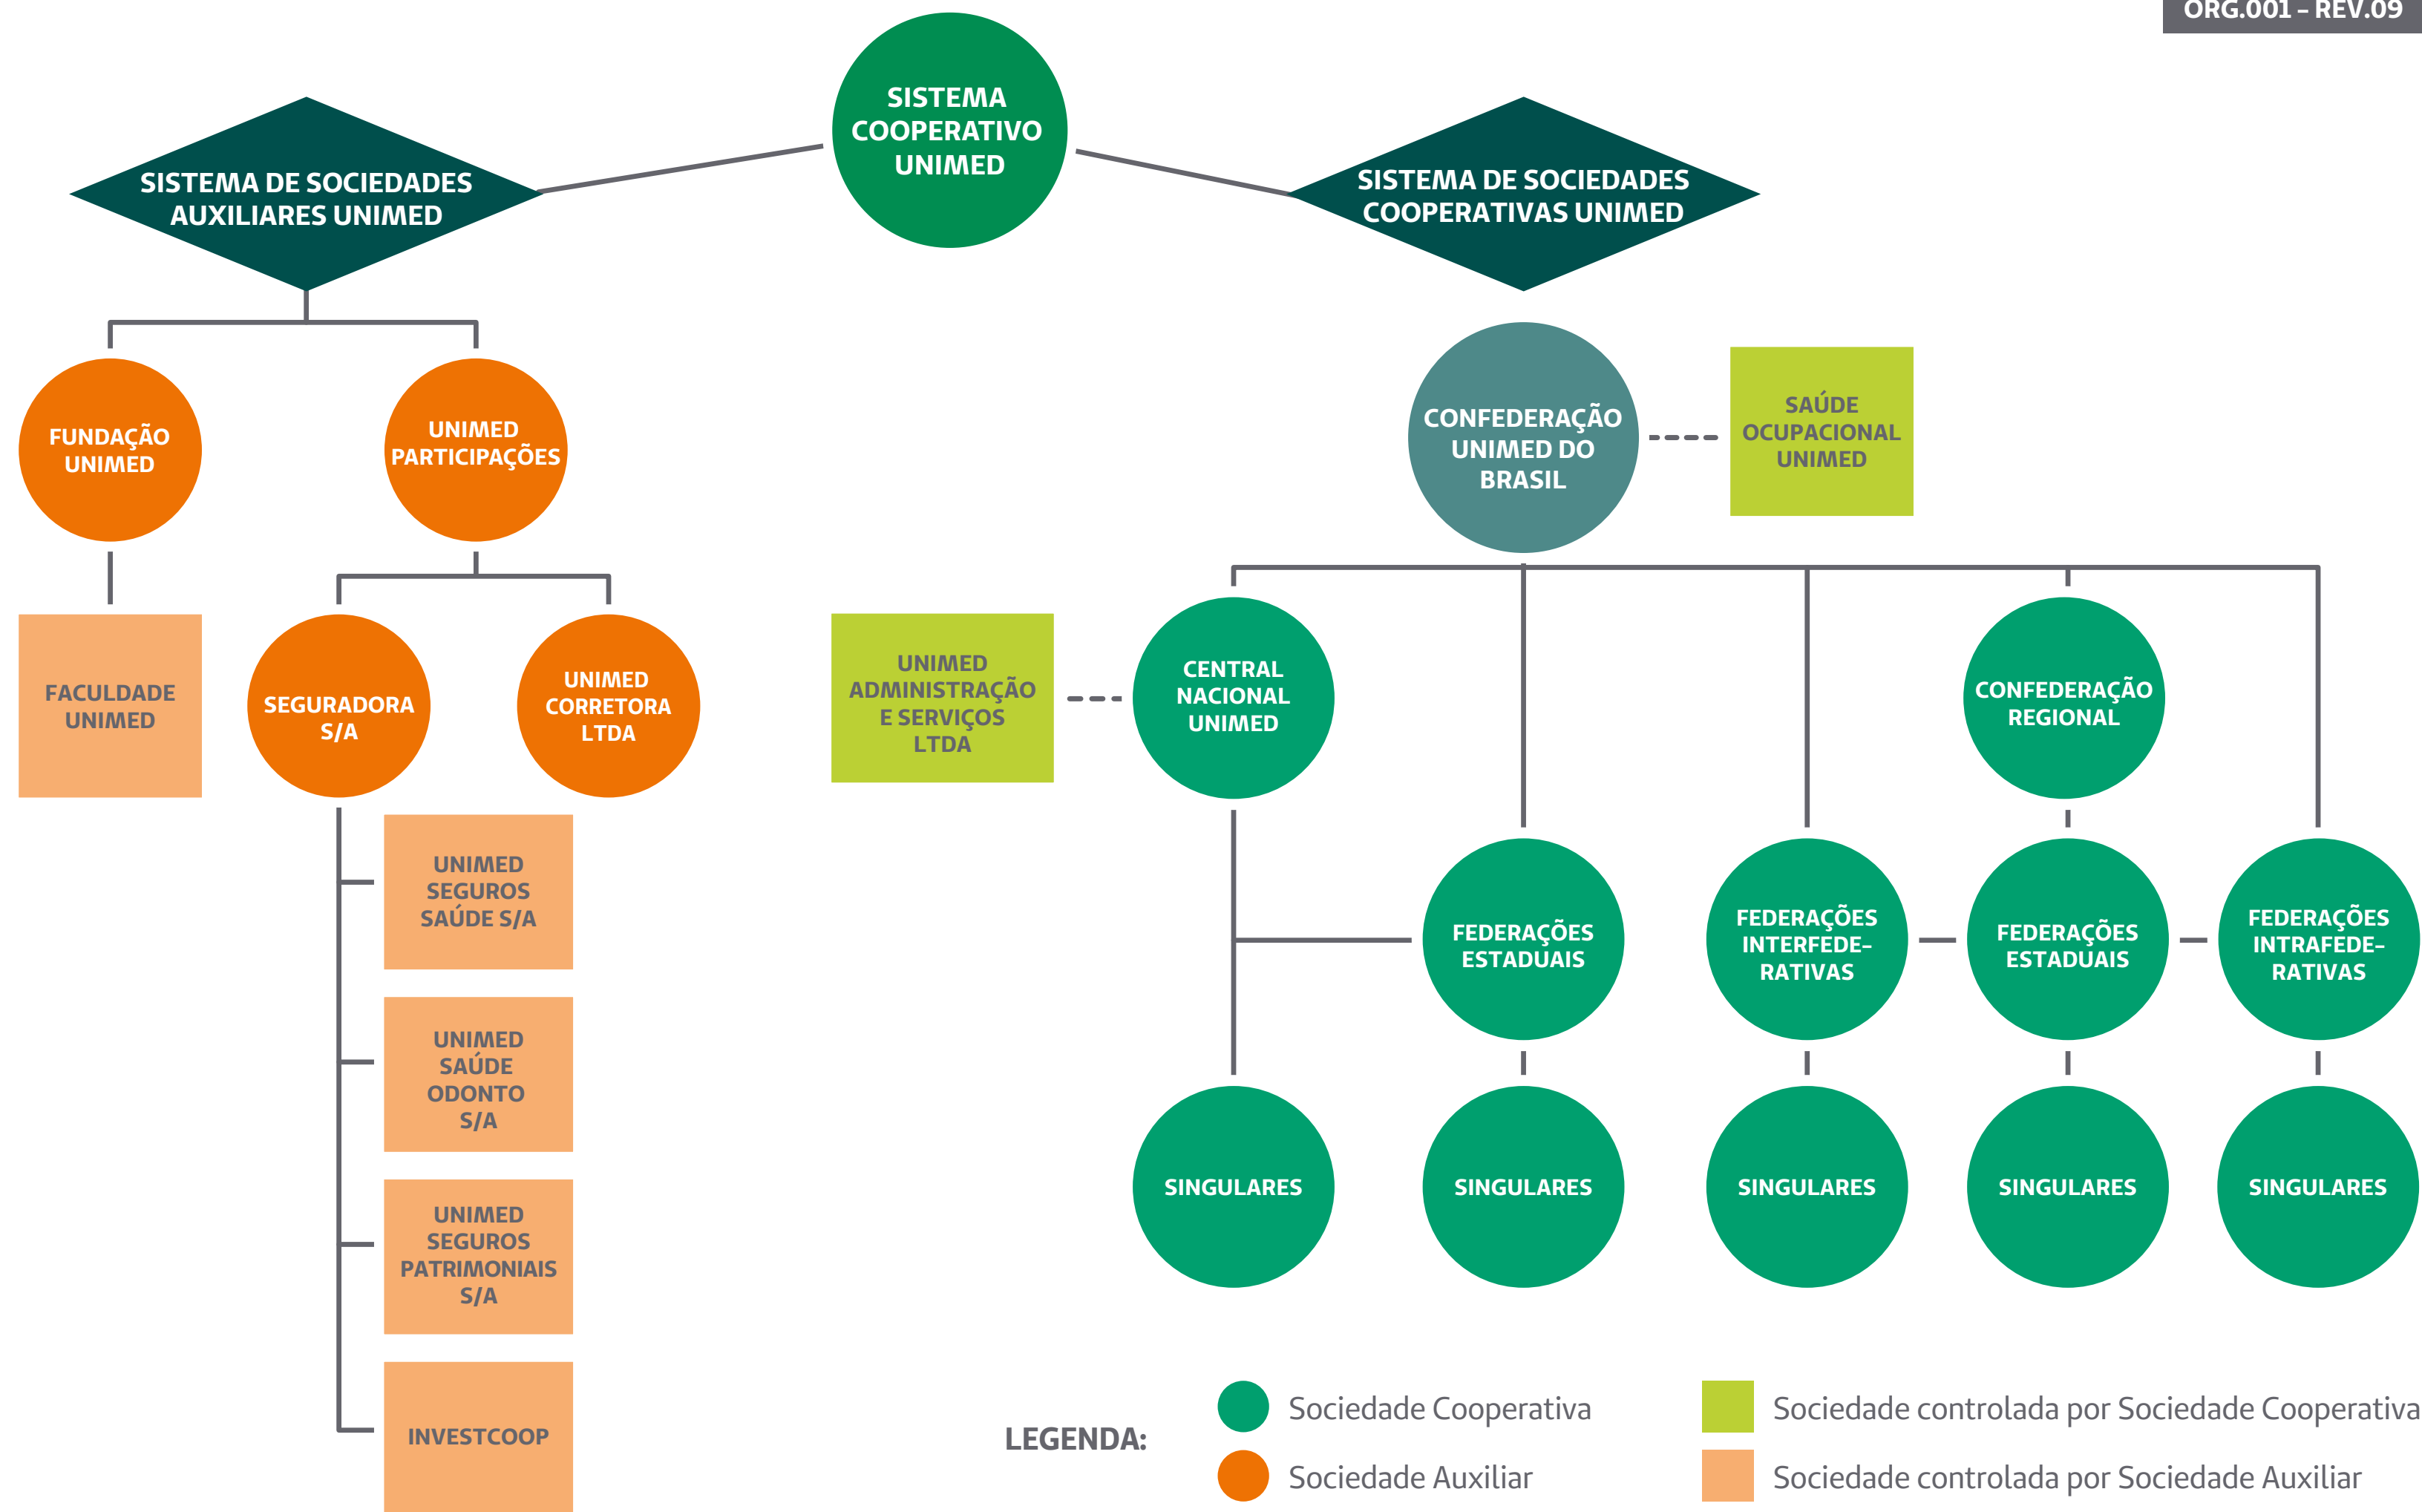 ORG.001 – REV.09
SISTEMA
COOPERATIVO
UNIMED
SISTEMA DE SOCIEDADES
AUXILIARES UNIMED
SISTEMA DE SOCIEDADES
COOPERATIVAS UNIMED
FUNDAÇÃO
UNIMED
UNIMED
PARTICIPAÇÕES
CONFEDERAÇÃO
UNIMED DO
BRASIL
SAÚDE
OCUPACIONAL
UNIMED
FACULDADE
UNIMED
SEGURADORA
S/A
UNIMED
CORRETORA
LTDA
UNIMED
ADMINISTRAÇÃO
E SERVIÇOS
LTDA
CENTRAL
NACIONAL
UNIMED
CONFEDERAÇÃO
REGIONAL
UNIMED
SEGUROS
SAÚDE S/A
UNIMED
SAÚDE
ODONTO
S/A
UNIMED
SEGUROS
PATRIMONIAIS
S/A
INVESTCOOP
FEDERAÇÕES
ESTADUAIS
FEDERAÇÕES
INTERFEDE–
RATIVAS
FEDERAÇÕES
ESTADUAIS
FEDERAÇÕES
INTRAFEDE–
RATIVAS
SINGULARES
SINGULARES
SINGULARES
SINGULARES
SINGULARES
LEGENDA:
Sociedade Cooperativa
Sociedade Auxiliar
Sociedade controlada por Sociedade Cooperativa
Sociedade controlada por Sociedade Auxiliar